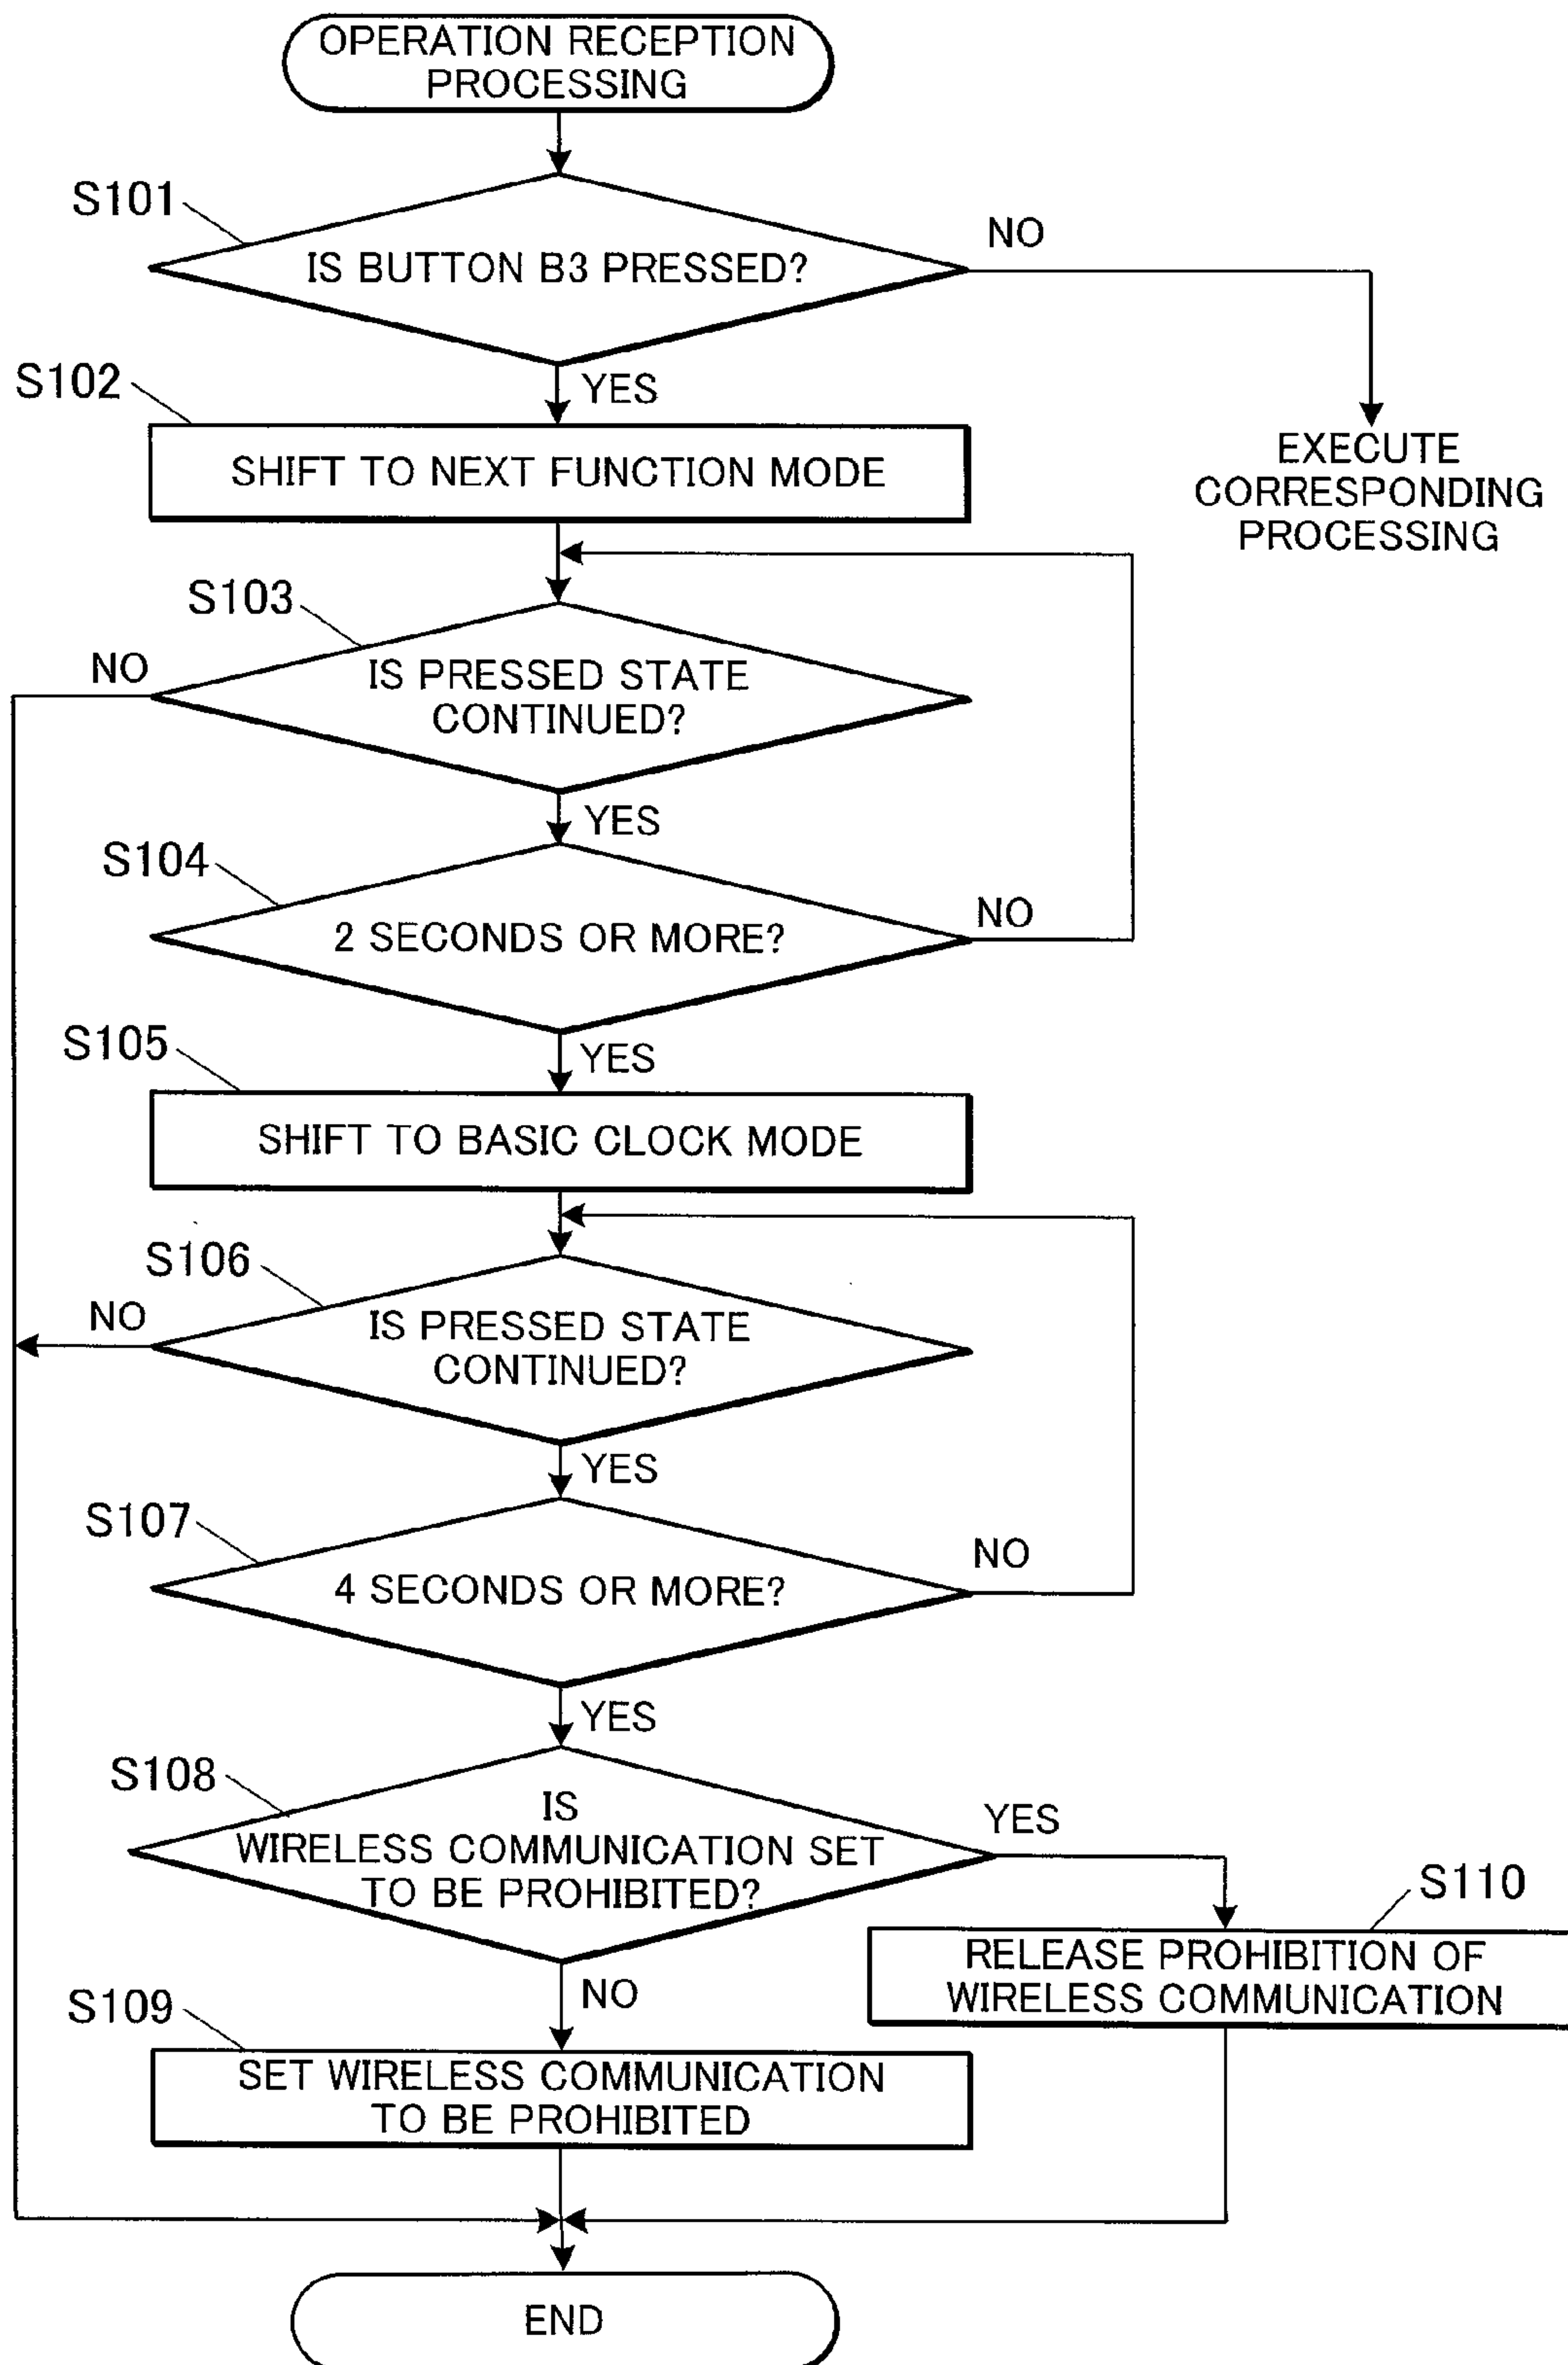 OPERATION RECEPTION
PROCESSING
S101
IS BUTTON B3 PRESSED?
NO
YES
S102
SHIFT TO NEXT FUNCTION MODE
EXECUTE
CORRESPONDING
PROCESSING
S103
NO
IS PRESSED STATE
CONTINUED?
YES
S104
2 SECONDS OR MORE?
NO
YES
S105
SHIFT TO BASIC CLOCK MODE
S106
NO
IS PRESSED STATE
CONTINUED?
YES
S107
4 SECONDS OR MORE?
NO
YES
S108
IS
WIRELESS COMMUNICATION SET
TO BE PROHIBITED?
YES
S110
RELEASE PROHIBITION OF
WIRELESS COMMUNICATION
NO
S109
SET WIRELESS COMMUNICATION
TO BE PROHIBITED
END